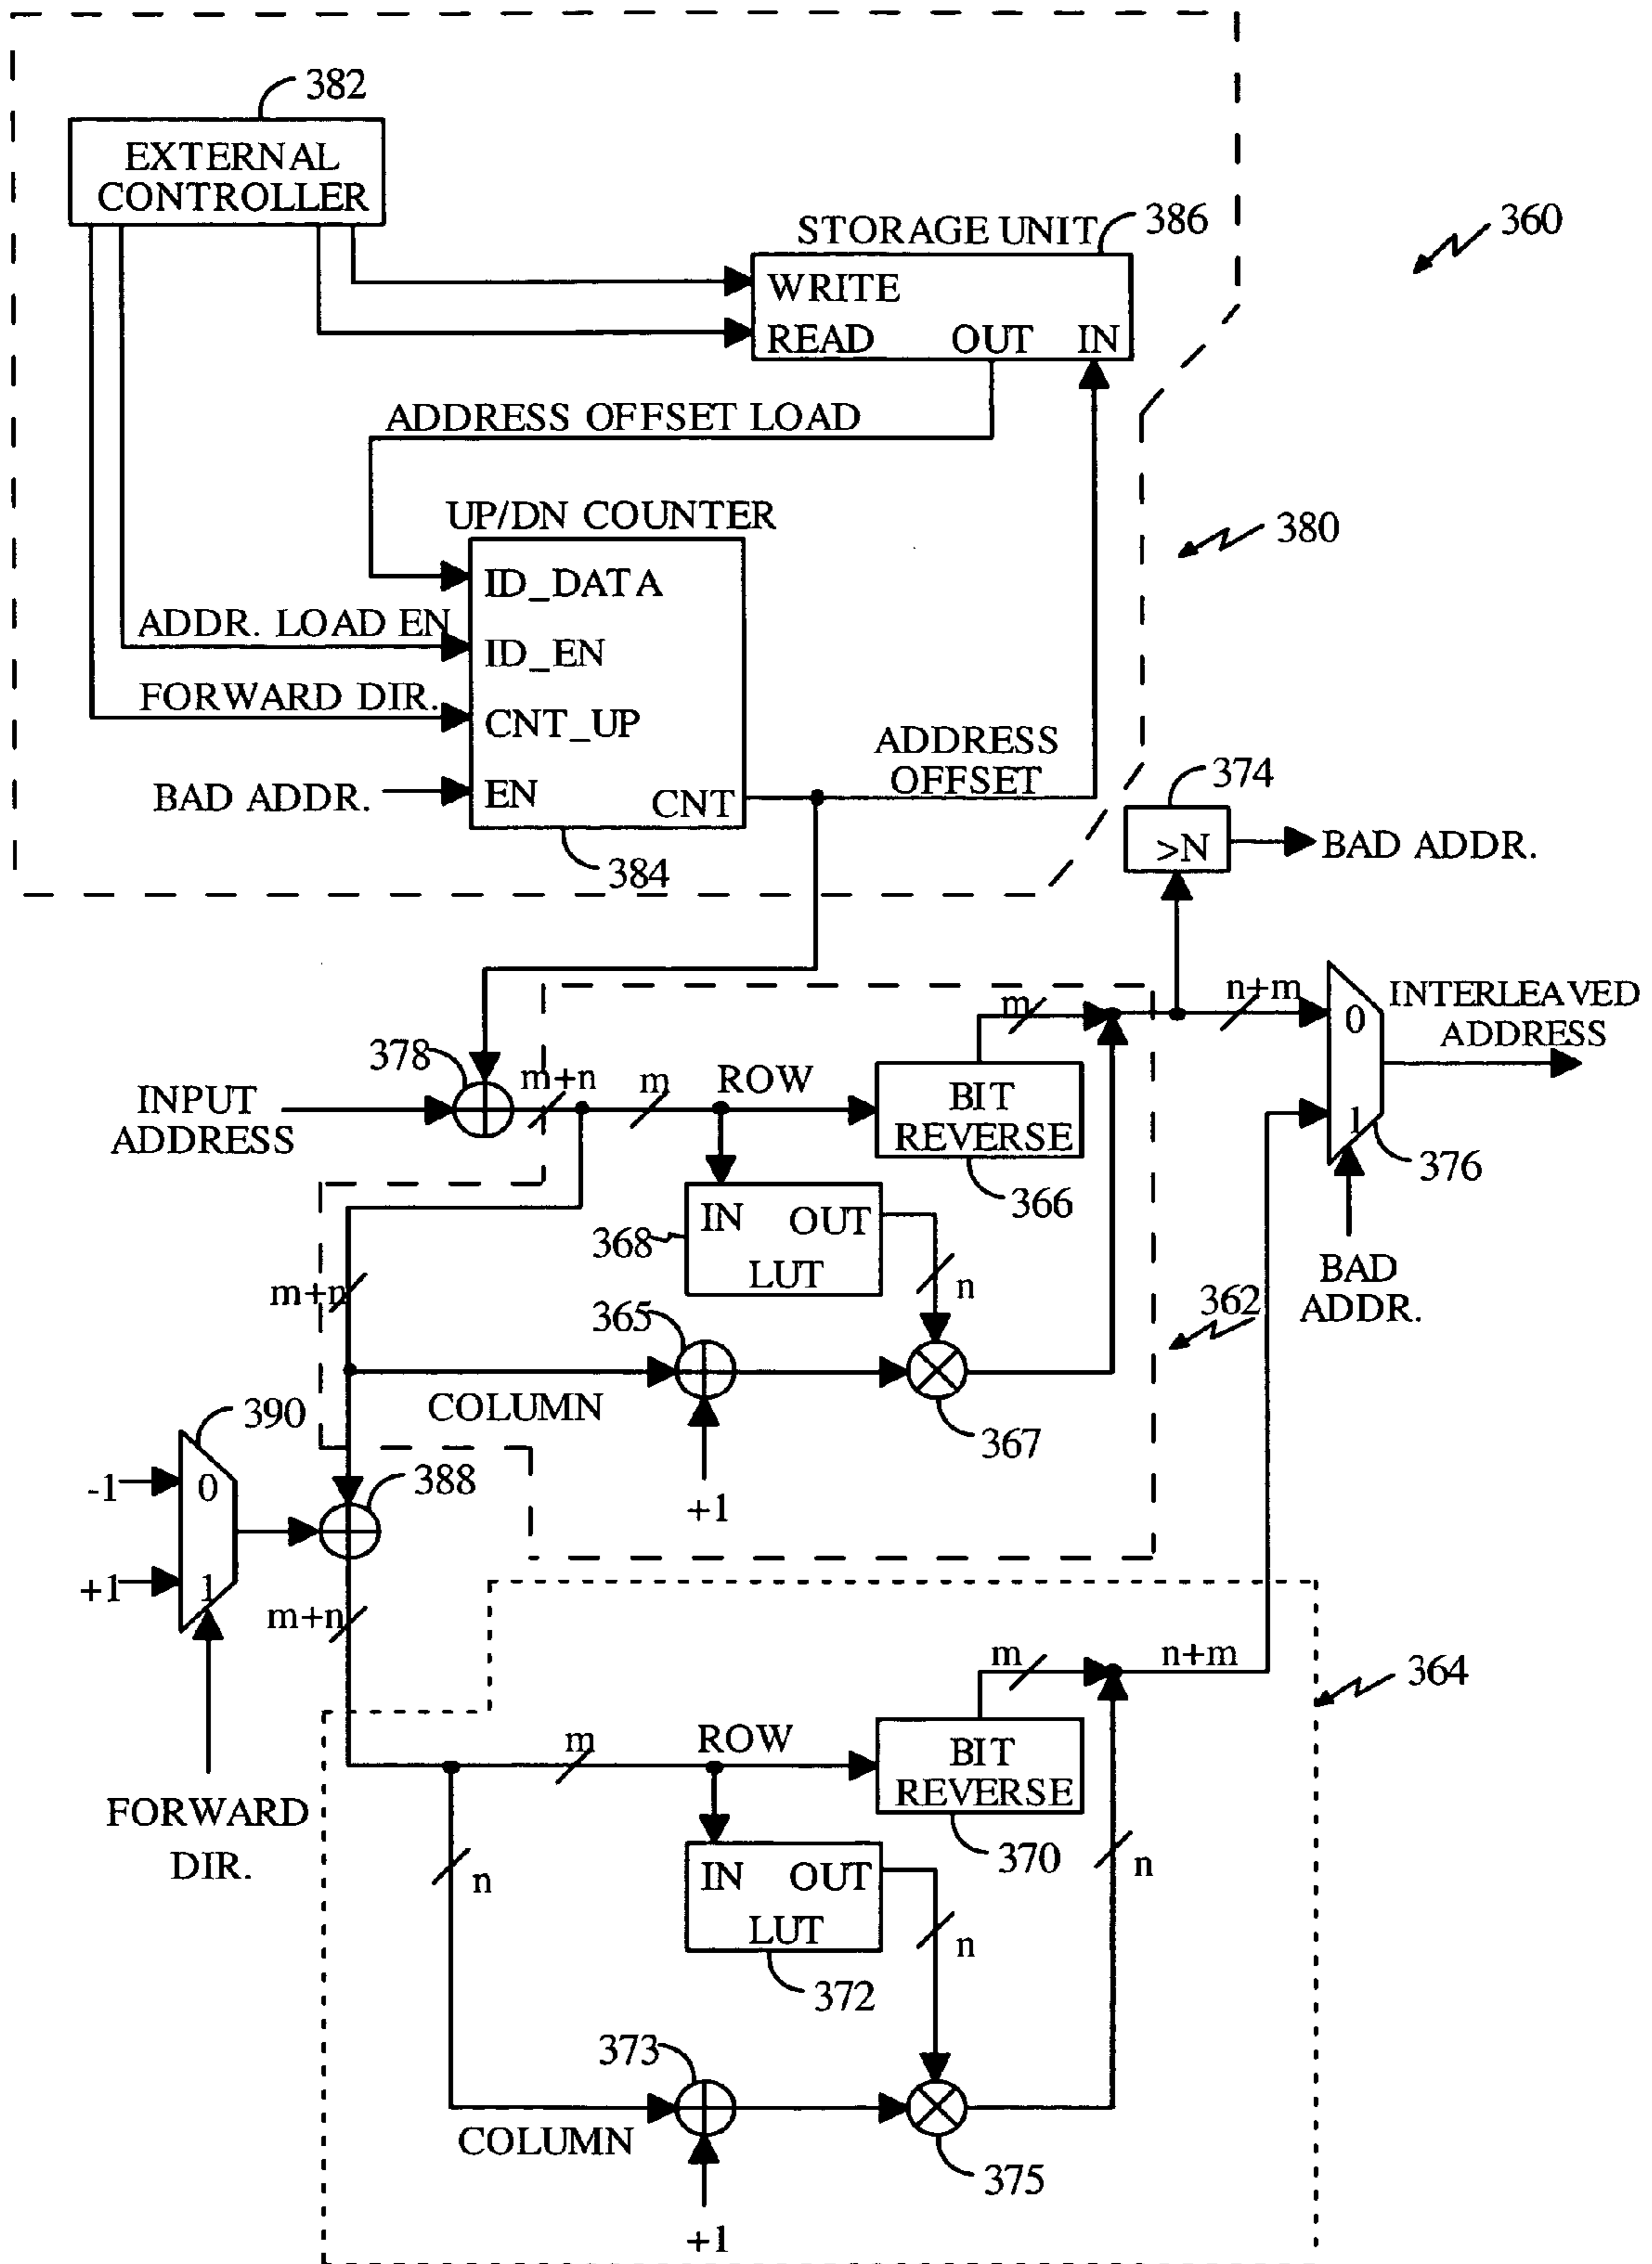 382
EXTERNAL
CONTROLLER
STORAGE UNIT
386
360
WRITE
READ
OUT
IN
ADDRESS OFFSET LOAD
UP/DN COUNTER
380
ID_DATA
ADDR. LOAD EN
ID_EN
FORWARD DIR.
CNT_UP
ADDRESS
OFFSET
374
BAD ADDR.
EN
CNT
>N
BAD ADDR.
384
m
n+m
INTERLEAVED
ADDRESS
0
378
m+n
m
ROW
INPUT
ADDRESS
BIT
REVERSE
1
376
366
IN
OUT
368
LUT
n
BAD
ADDR.
m+n
365
362
COLUMN
390
367
388
-1
0
+1
+1
1
m+n
m
n+m
364
m
ROW
BIT
REVERSE
FORWARD
DIR.
370
n
IN
OUT
n
LUT
n
372
373
COLUMN
375
+1